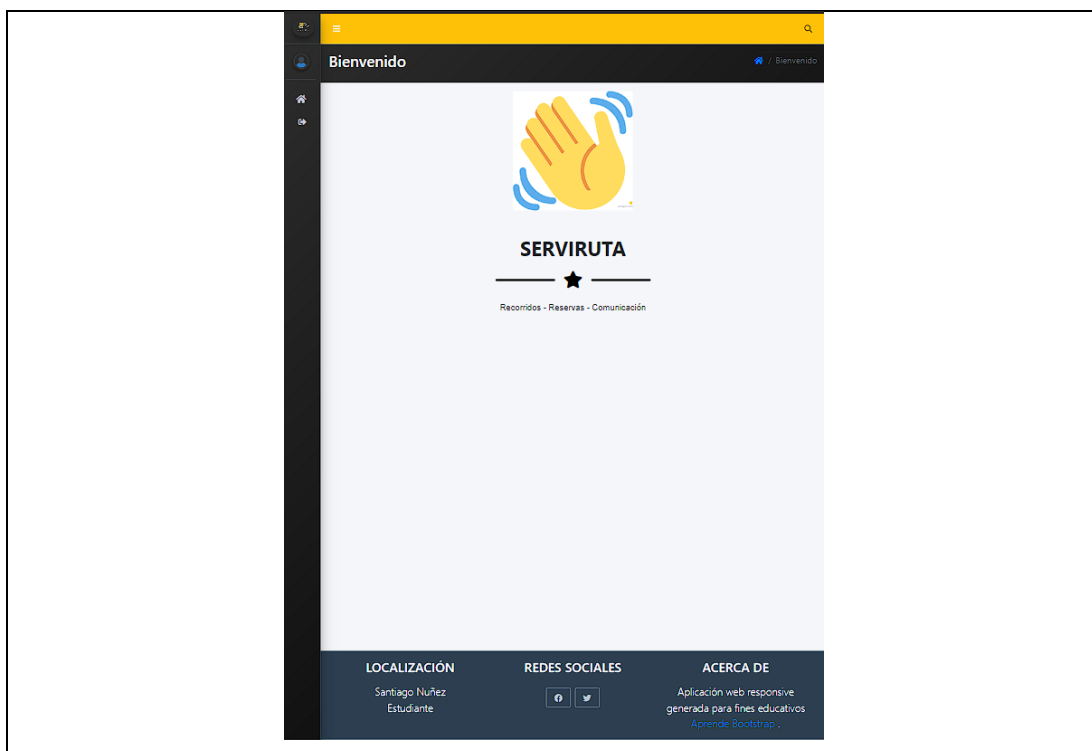 Bienvenido
/ Bienvenido
SERVIRUTA
Recorridos - Reservas - Comunicación
LOCALIZACIÓN
Santiago Nuñez
Estudiante
REDES SOCIALES
ACERCA DE
Aplicación web responsive
generada para fines educativos
Aprende Bootstrap .